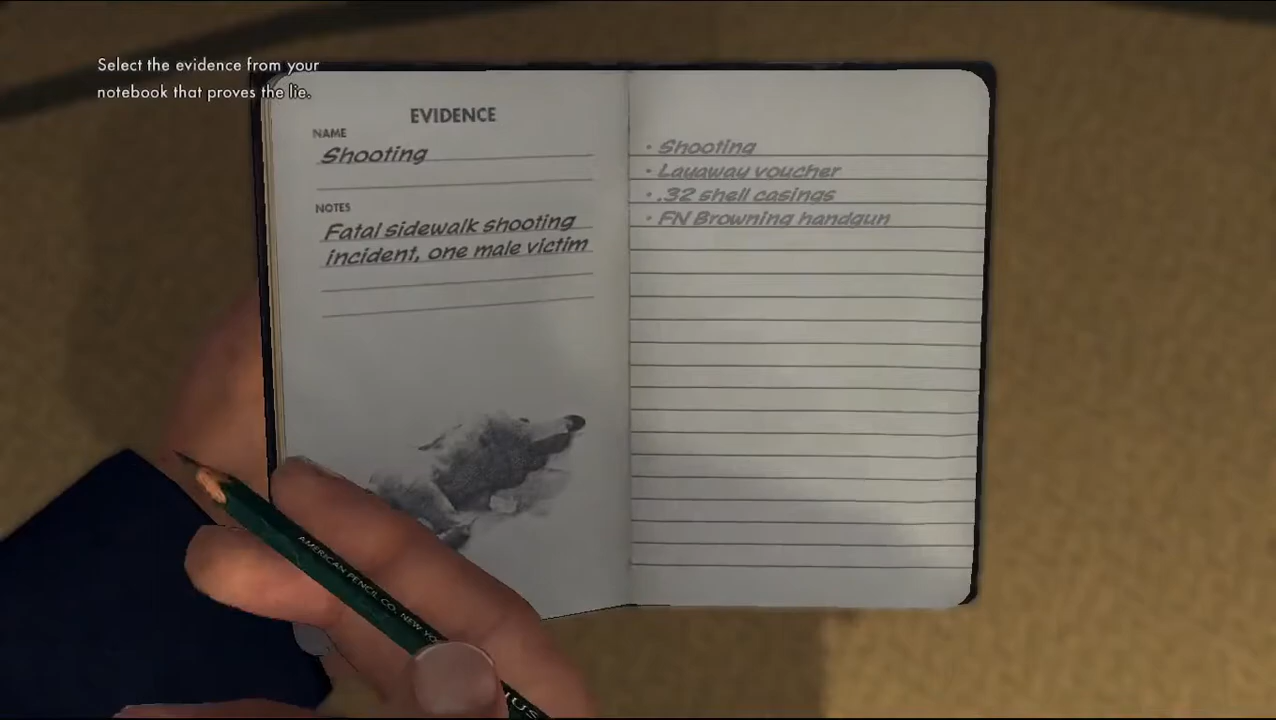 Select the evidence from your
notebook that proves the lie.
EVIDENCE
NAME
Shooting
NOTES
Fatal sidewalk shooting
incident, one male victim
• Shooting
• Layaway voucher
• .32 shell casings
• FN Browning handgun
AMERICAN PENCIL CO. NEW YO